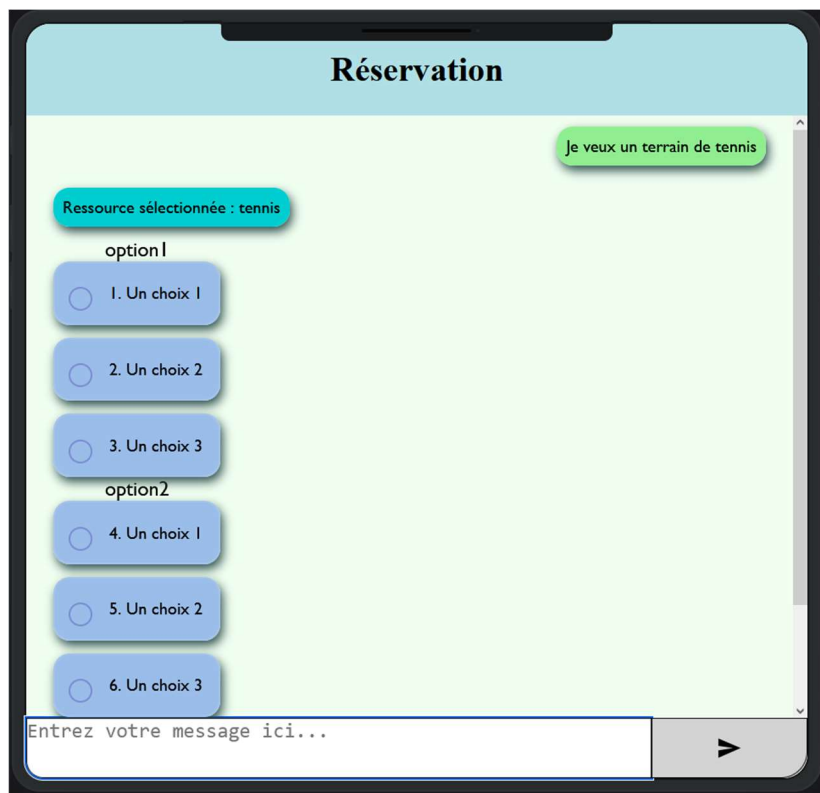 Réservation
Je veux un terrain de tennis
Ressource sélectionnée : tennis
option1
1. Un choix 1
2. Un choix 2
3. Un choix 3
option2
4. Un choix 1
5. Un choix 2
6. Un choix 3
Entrez votre message ici...